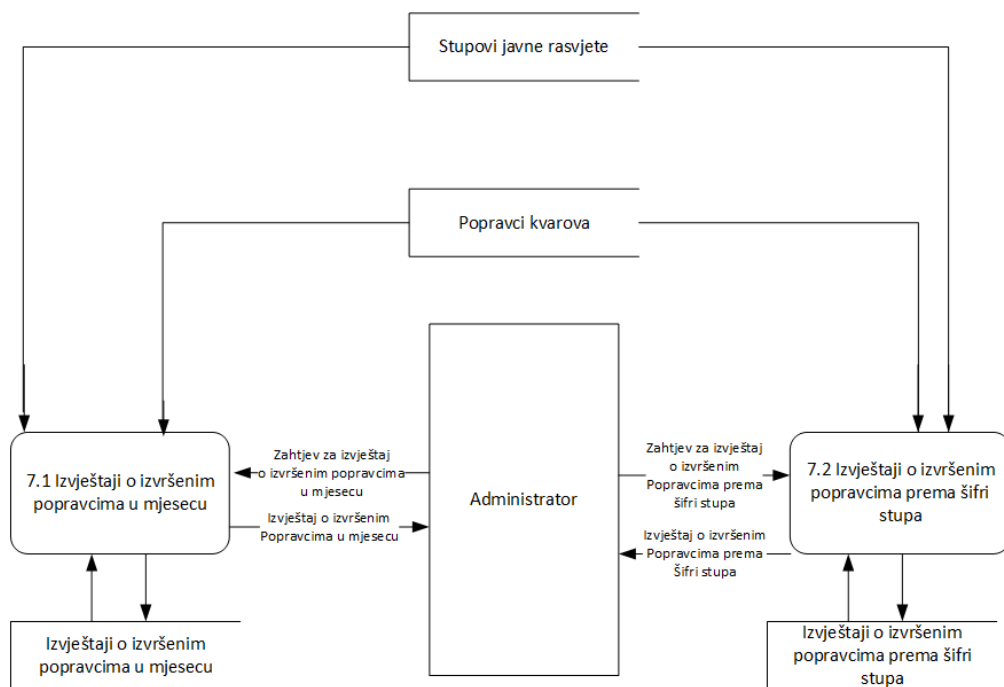 Stupovi javne rasvjete
Popravci kvarova
7.1 Izvještaji o izvršenim
popravcima u mjesecu
Zahtjev za izvještaj
o izvršenim popravcima
u mjesecu
Izvještaj o izvršenim
Popravcima u mjesecu
Administrator
Zahtjev za izvještaj
o izvršenim
Popravcima prema
šifri stupa
Izvještaj o izvršenim
Popravcima prema
Šifri stupa
7.2 Izvještaji o izvršenim
popravcima prema šifri
stupa
Izvještaji o izvršenim
popravcima u mjesecu
Izvještaji o izvršenim
popravcima prema šifri
stupa